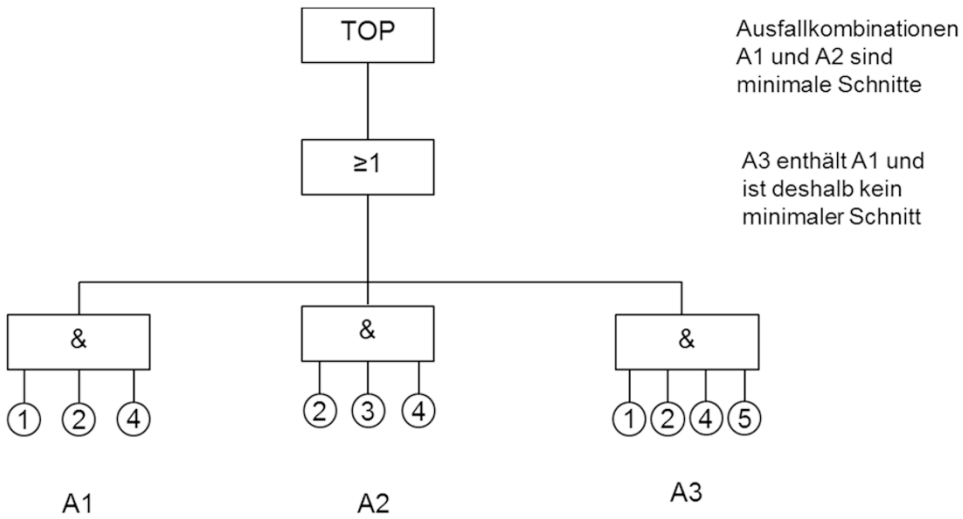 TOP
Ausfallkombinationen
A1 und A2 sind
minimale Schnitte
≥1
A3 enthält A1 und
ist deshalb kein
minimaler Schnitt
& & &
1 2 4 2 3 4 1 2 4 5
A1 A2 A3